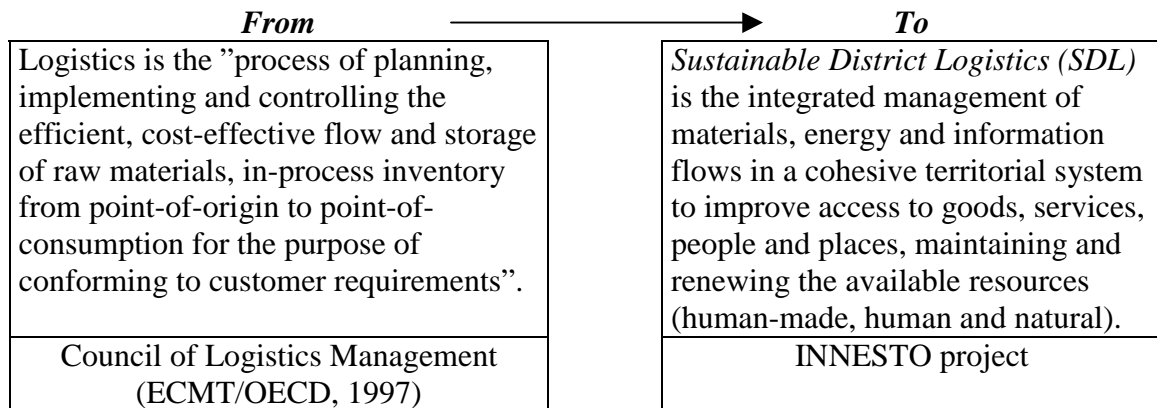 From To
Logistics is the ”process of planning,
implementing and controlling the
efficient, cost-effective flow and storage
of raw materials, in-process inventory
from point-of-origin to point-of-
consumption for the purpose of
conforming to customer requirements”.
Council of Logistics Management
(ECMT/OECD, 1997)
Sustainable District Logistics (SDL)
is the integrated management of
materials, energy and information
flows in a cohesive territorial system
to improve access to goods, services,
people and places, maintaining and
renewing the available resources
(human-made, human and natural).
INNESTO project